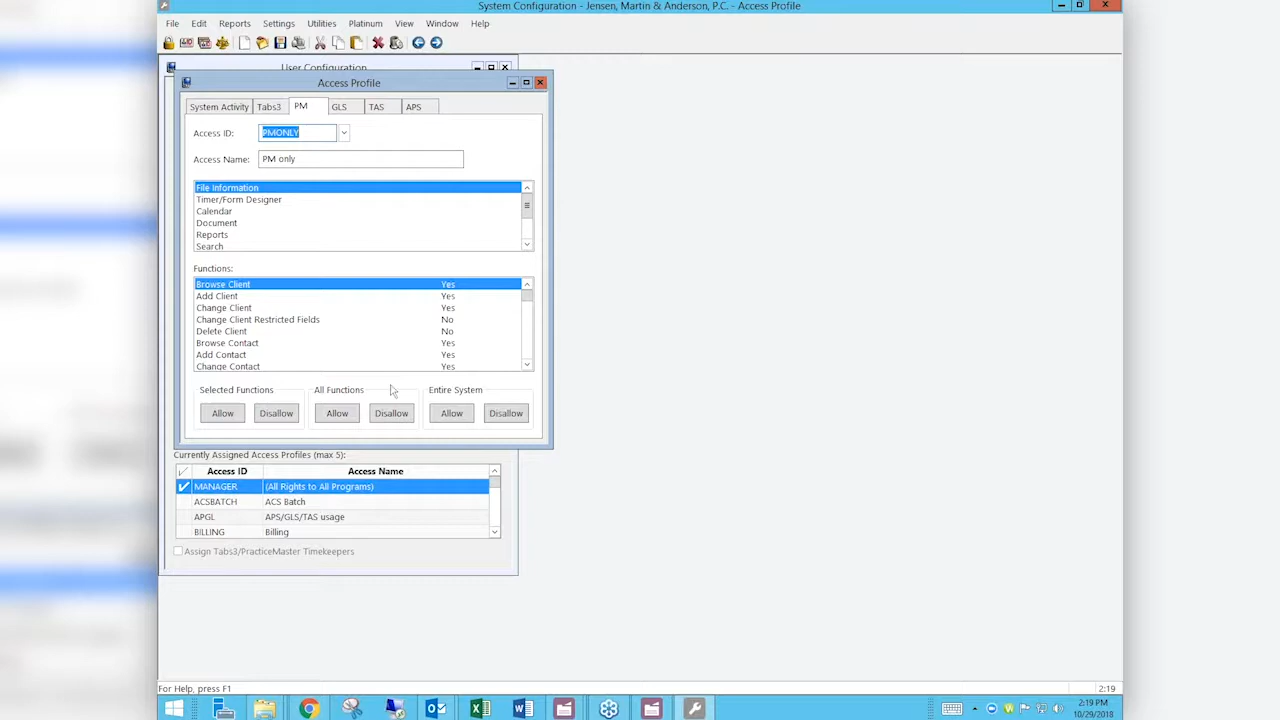 System Configuration - Jensen, Martin & Anderson, P.C. - Access Profile
File Edit Reports Settings Utilities Platinum View Window Help
User Configuration
Access Profile
System Activity Tabs3 PM GLS TAS APS
Access ID: PMONLY
Access Name: PM only
File Information
Timer/Form Designer
Calendar
Document
Reports
Search
Functions:
Browse Client Yes
Add Client Yes
Change Client Yes
Change Client Restricted Fields No
Delete Client No
Browse Contact Yes
Add Contact Yes
Change Contact Yes
Selected Functions All Functions Entire System
Allow Disallow Allow Disallow Allow Disallow
Currently Assigned Access Profiles (max 5):
Access ID Access Name
MANAGER (All Rights to All Programs)
ACSBATCH ACS Batch
APGL APS/GLS/TAS usage
BILLING Billing
Assign Tabs3/PracticeMaster Timekeepers
For Help, press F1 2:19
2:19 PM
10/29/2018